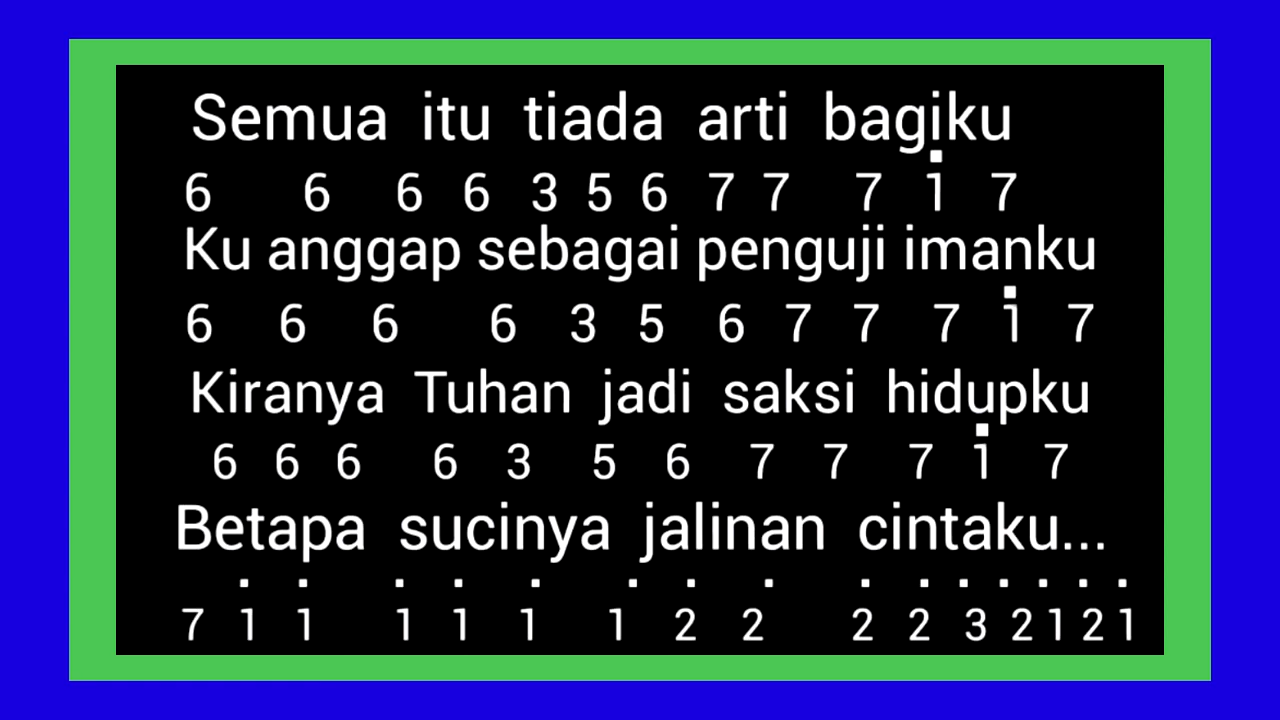 Semua itu tiada arti bagiku
6 6 6 6 3 5 6 7 7 7 1̇ 7
Ku anggap sebagai penguji imanku
6 6 6 6 3 5 6 7 7 7 1̇ 7
Kiranya Tuhan jadi saksi hidupku
6 6 6 6 3 5 6 7 7 7 1̇ 7
Betapa sucinya jalinan cintaku...
7 1̇ 1̇ 1̇ 1̇ 1̇ 1̇ 2̇ 2̇ 2̇ 2̇ 3̇ 2̇ 1̇ 2̇ 1̇